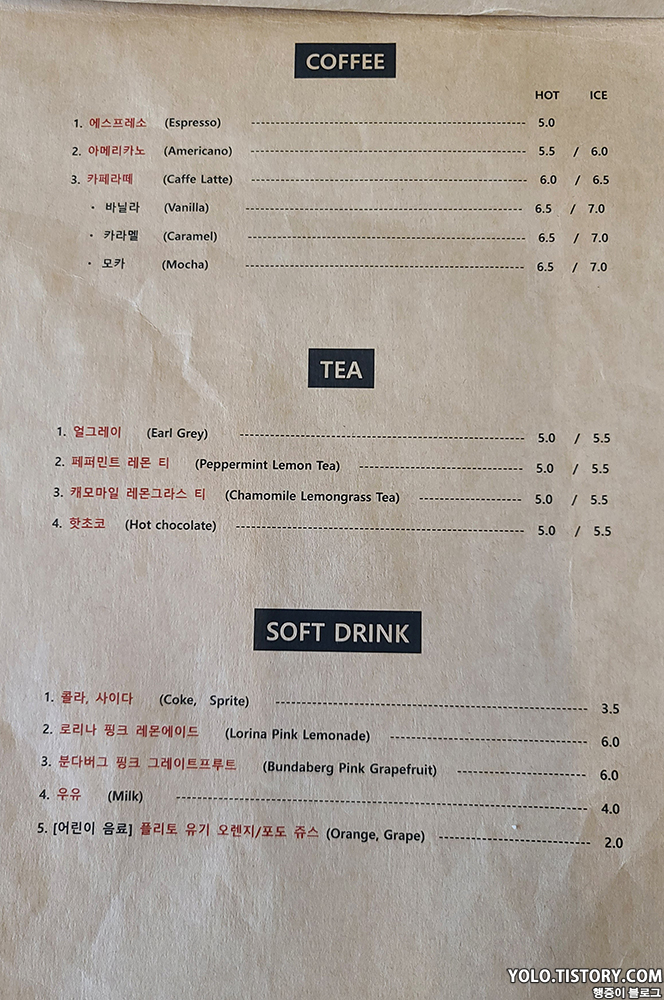 COFFEE
HOT ICE
1. 에스프레소 (Espresso) 5.0
2. 아메리카노 (Americano) 5.5 / 6.0
3. 카페라떼 (Caffe Latte) 6.0 / 6.5
• 바닐라 (Vanilla) 6.5 / 7.0
• 카라멜 (Caramel) 6.5 / 7.0
• 모카 (Mocha) 6.5 / 7.0
TEA
1. 얼그레이 (Earl Grey) 5.0 / 5.5
2. 페퍼민트 레몬 티 (Peppermint Lemon Tea) 5.0 / 5.5
3. 캐모마일 레몬그라스 티 (Chamomile Lemongrass Tea) 5.0 / 5.5
4. 핫초코 (Hot chocolate) 5.0 / 5.5
SOFT DRINK
1. 콜라, 사이다 (Coke, Sprite) 3.5
2. 로리나 핑크 레몬에이드 (Lorina Pink Lemonade) 6.0
3. 분다버그 핑크 그레이트프루트 (Bundaberg Pink Grapefruit) 6.0
4. 우유 (Milk) 4.0
5. [어린이 음료] 플리토 유기 오렌지/포도 쥬스 (Orange, Grape) 2.0
YOLO.TISTORY.COM
행중이 블로그